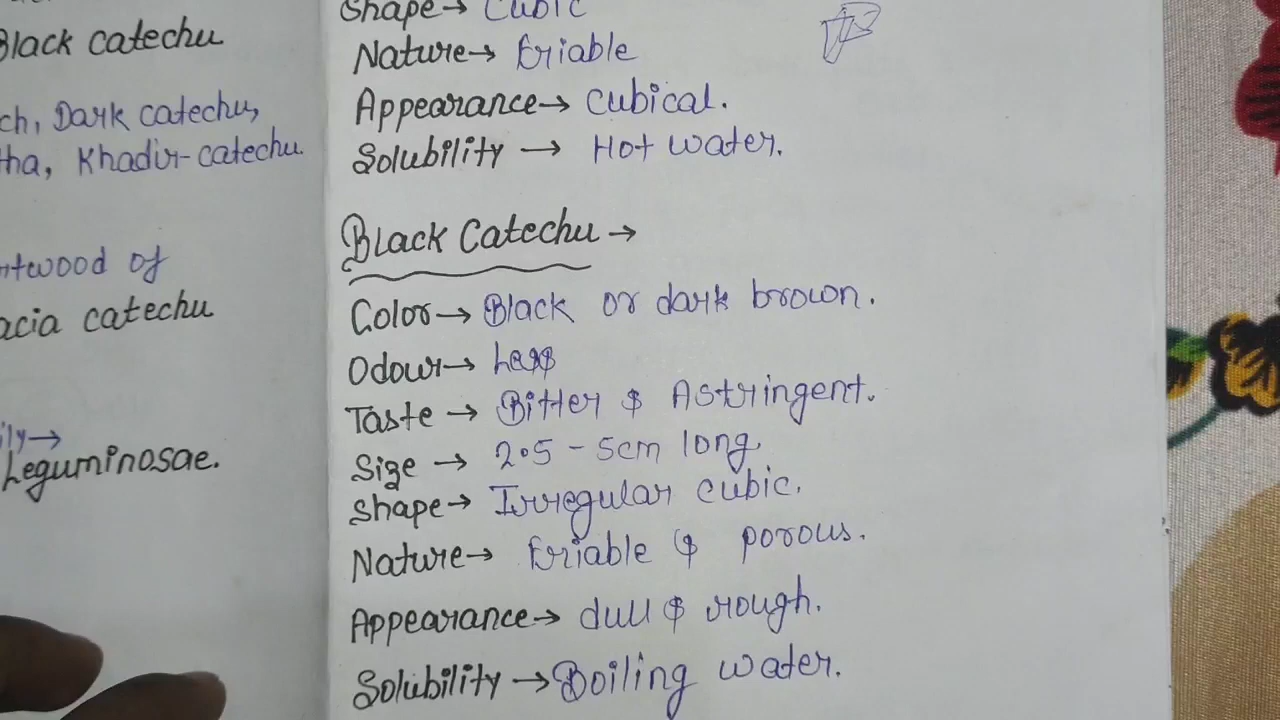 Black catechu
ch, Dark catechu,
tha, Khadir-catechu
ntwood of
acia catechu
ily→
Leguminosae.
Shape→ Cubic
Nature→ Friable
Appearance→ Cubical.
Solubility → Hot water.
Black Catechu →
Color→ Black or dark brown.
Odour→ Less
Taste → Bitter & Astringent.
Size → 2.5 - 5cm long
Shape→ Irregular cubic.
Nature→ Friable & porous.
Appearance→ dull & rough.
Solubility →Boiling water.